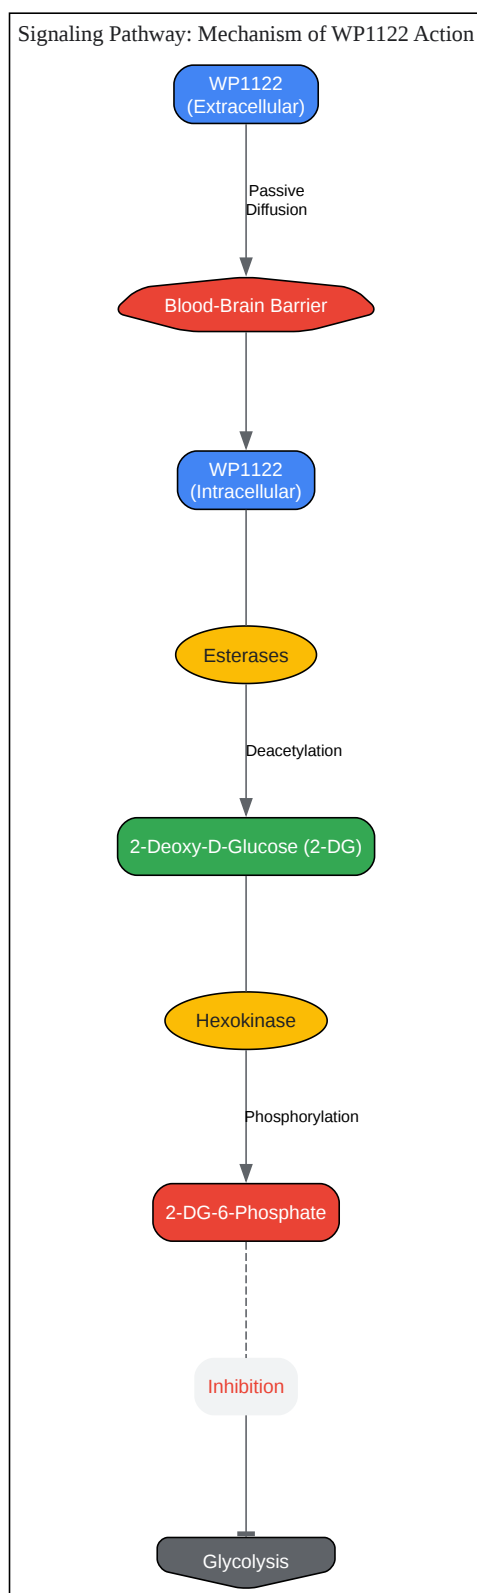 Signaling Pathway: Mechanism of WP1122 Action
WP1122
(Extracellular)
Passive
Diffusion
Blood-Brain Barrier
WP1122
(Intracellular)
Esterases
Deacetylation
2-Deoxy-D-Glucose (2-DG)
Hexokinase
Phosphorylation
2-DG-6-Phosphate
Inhibition
Glycolysis